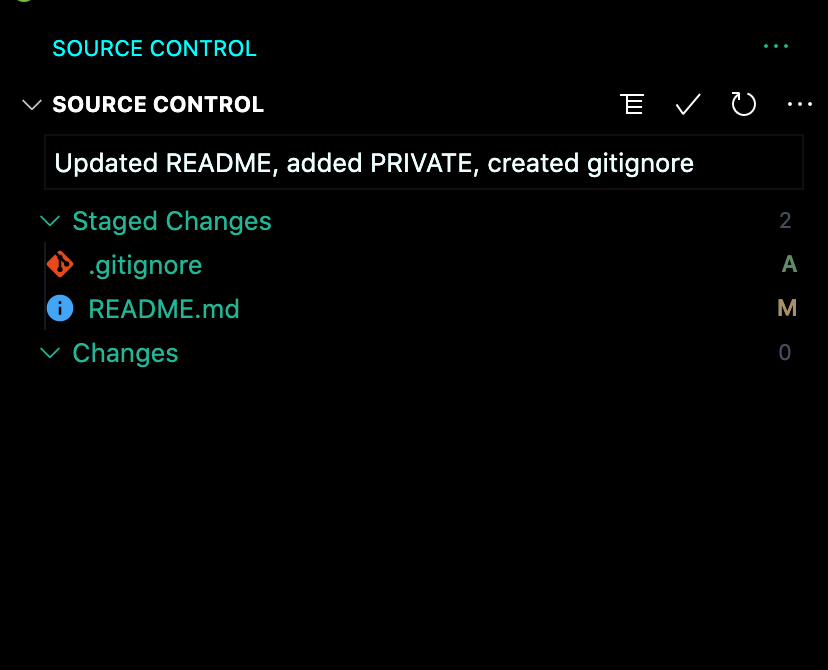 SOURCE CONTROL
SOURCE CONTROL
Updated README, added PRIVATE, created gitignore
Staged Changes 2
.gitignore A
README.md M
Changes 0